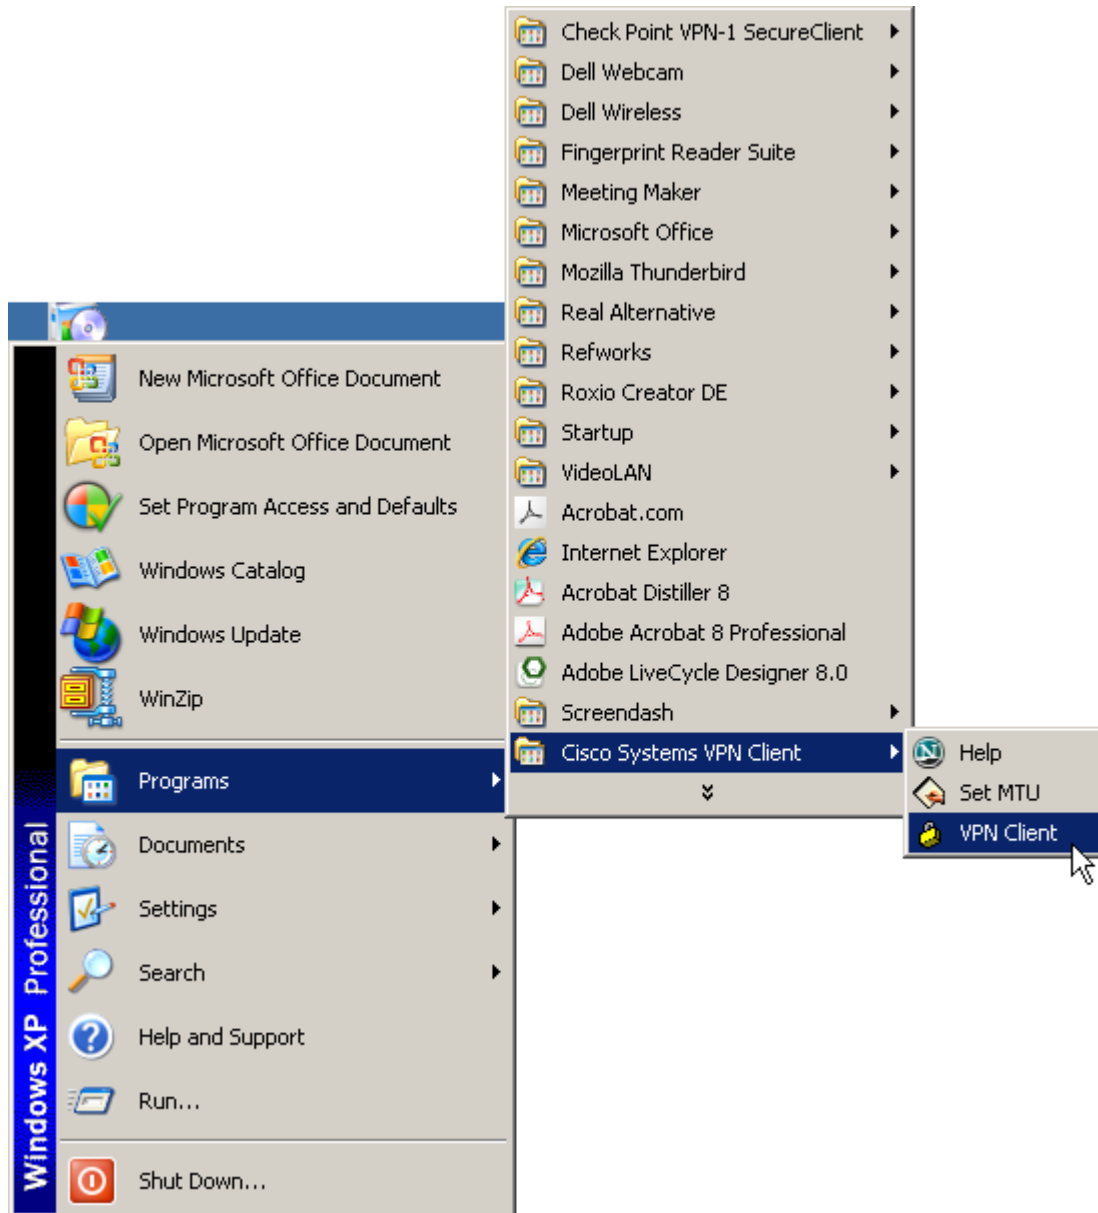 Check Point VPN-1 SecureClient
Dell Webcam
Dell Wireless
Fingerprint Reader Suite
Meeting Maker
Microsoft Office
Mozilla Thunderbird
Real Alternative
Refworks
Roxio Creator DE
Startup
VideoLAN
Acrobat.com
Internet Explorer
Acrobat Distiller 8
Adobe Acrobat 8 Professional
Adobe LiveCycle Designer 8.0
Screendash
Cisco Systems VPN Client
Help
Set MTU
VPN Client
New Microsoft Office Document
Open Microsoft Office Document
Set Program Access and Defaults
Windows Catalog
Windows Update
WinZip
Programs
Documents
Settings
Search
Help and Support
Run...
Shut Down...
Windows XP Professional